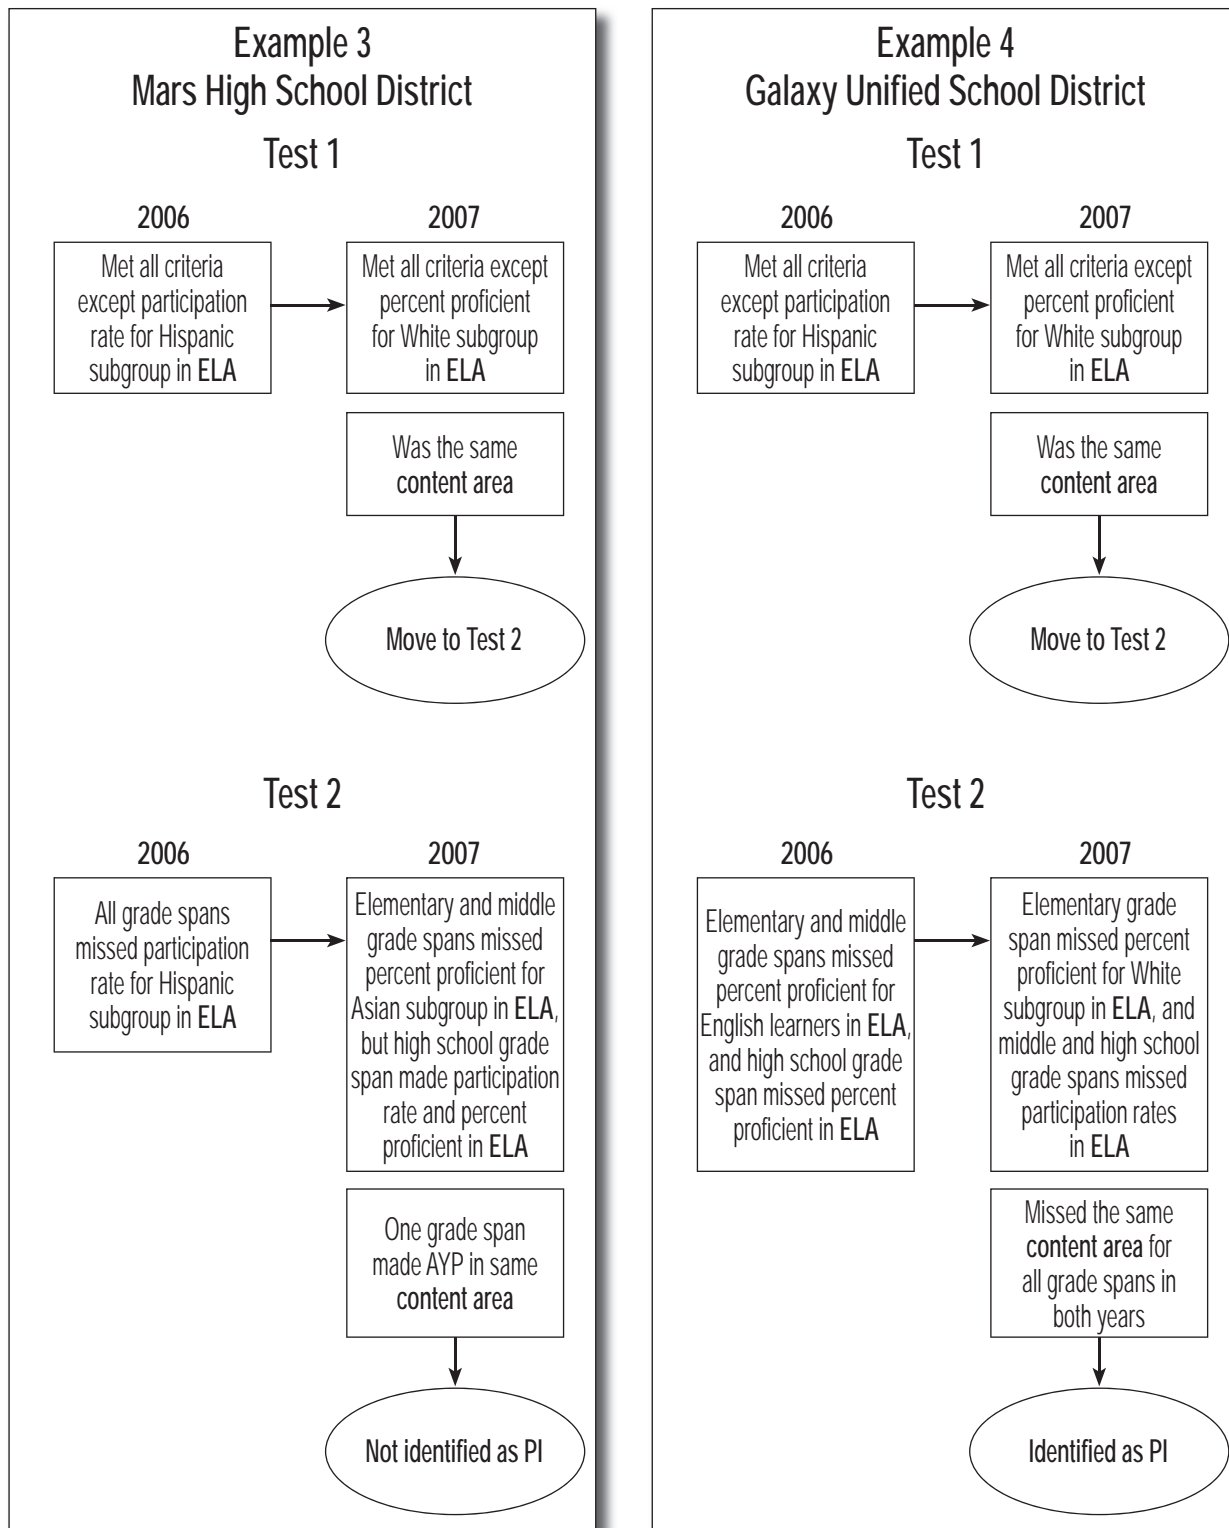 Example 3
Mars High School District
Test 1
2006
Met all criteria
except participation
rate for Hispanic
subgroup in ELA
2007
Met all criteria except
percent proficient
for White subgroup
in ELA
Was the same
content area
Move to Test 2
Test 2
2006
All grade spans
missed participation
rate for Hispanic
subgroup in ELA
2007
Elementary and middle
grade spans missed
percent proficient for
Asian subgroup in ELA,
but high school grade
span made participation
rate and percent
proficient in ELA
One grade span
made AYP in same
content area
Not identified as PI
Example 4
Galaxy Unified School District
Test 1
2006
Met all criteria
except participation
rate for Hispanic
subgroup in ELA
2007
Met all criteria except
percent proficient
for White subgroup
in ELA
Was the same
content area
Move to Test 2
Test 2
2006
Elementary and middle
grade spans missed
percent proficient for
English learners in ELA,
and high school grade
span missed percent
proficient in ELA
2007
Elementary grade
span missed percent
proficient for White
subgroup in ELA, and
middle and high school
grade spans missed
participation rates
in ELA
Missed the same
content area for
all grade spans in
both years
Identified as PI